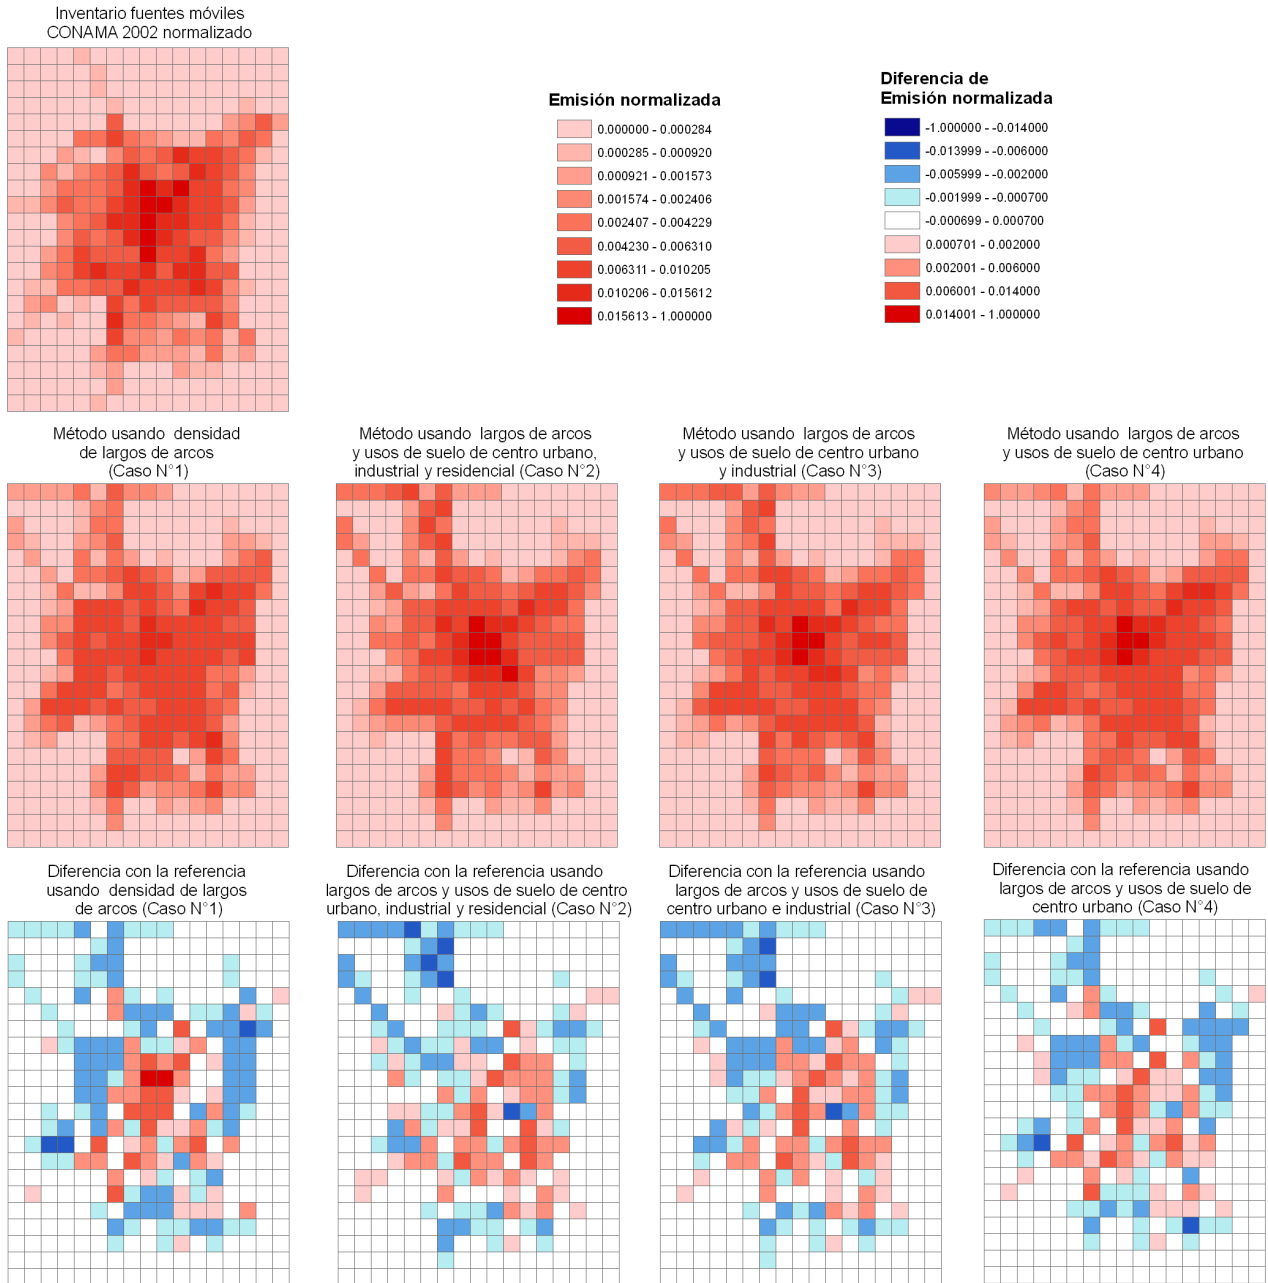 Inventario fuentes móviles
CONAMA 2002 normalizado
Emisión normalizada
0.000000 - 0.000284
0.000285 - 0.000920
0.000921 - 0.001573
0.001574 - 0.002406
0.002407 - 0.004229
0.004230 - 0.006310
0.006311 - 0.010205
0.010206 - 0.015612
0.015613 - 1.000000
Diferencia de
Emisión normalizada
-1.000000 - -0.014000
-0.013999 - -0.006000
-0.005999 - -0.002000
-0.001999 - -0.000700
-0.000699 - 0.000700
0.000701 - 0.002000
0.002001 - 0.006000
0.006001 - 0.014000
0.014001 - 1.000000
Método usando densidad
de largos de arcos
(Caso N°1)
Método usando largos de arcos
y usos de suelo de centro urbano,
industrial y residencial (Caso N°2)
Método usando largos de arcos
y usos de suelo de centro urbano
y industrial (Caso N°3)
Método usando largos de arcos
y usos de suelo de centro urbano
(Caso N°4)
Diferencia con la referencia
usando densidad de largos
de arcos (Caso N°1)
Diferencia con la referencia usando
largos de arcos y usos de suelo de centro
urbano, industrial y residencial (Caso N°2)
Diferencia con la referencia usando
largos de arcos y usos de suelo de
centro urbano e industrial (Caso N°3)
Diferencia con la referencia usando
largos de arcos y usos de suelo de
centro urbano (Caso N°4)